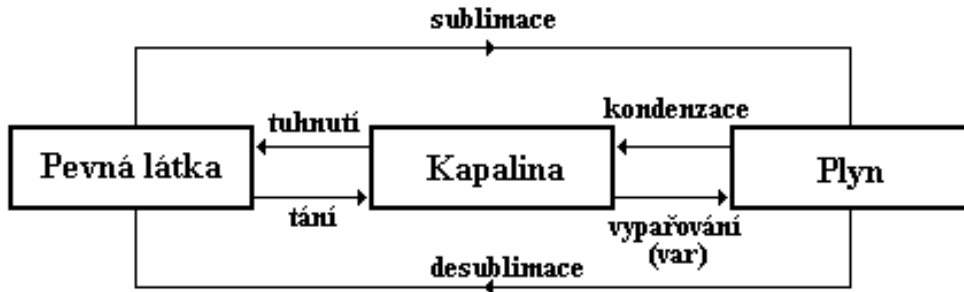 sublimace
tuhnutí
kondenzace
Pevná látka
Kapalina
Plyn
tání
vypařování
(var)
desublimace